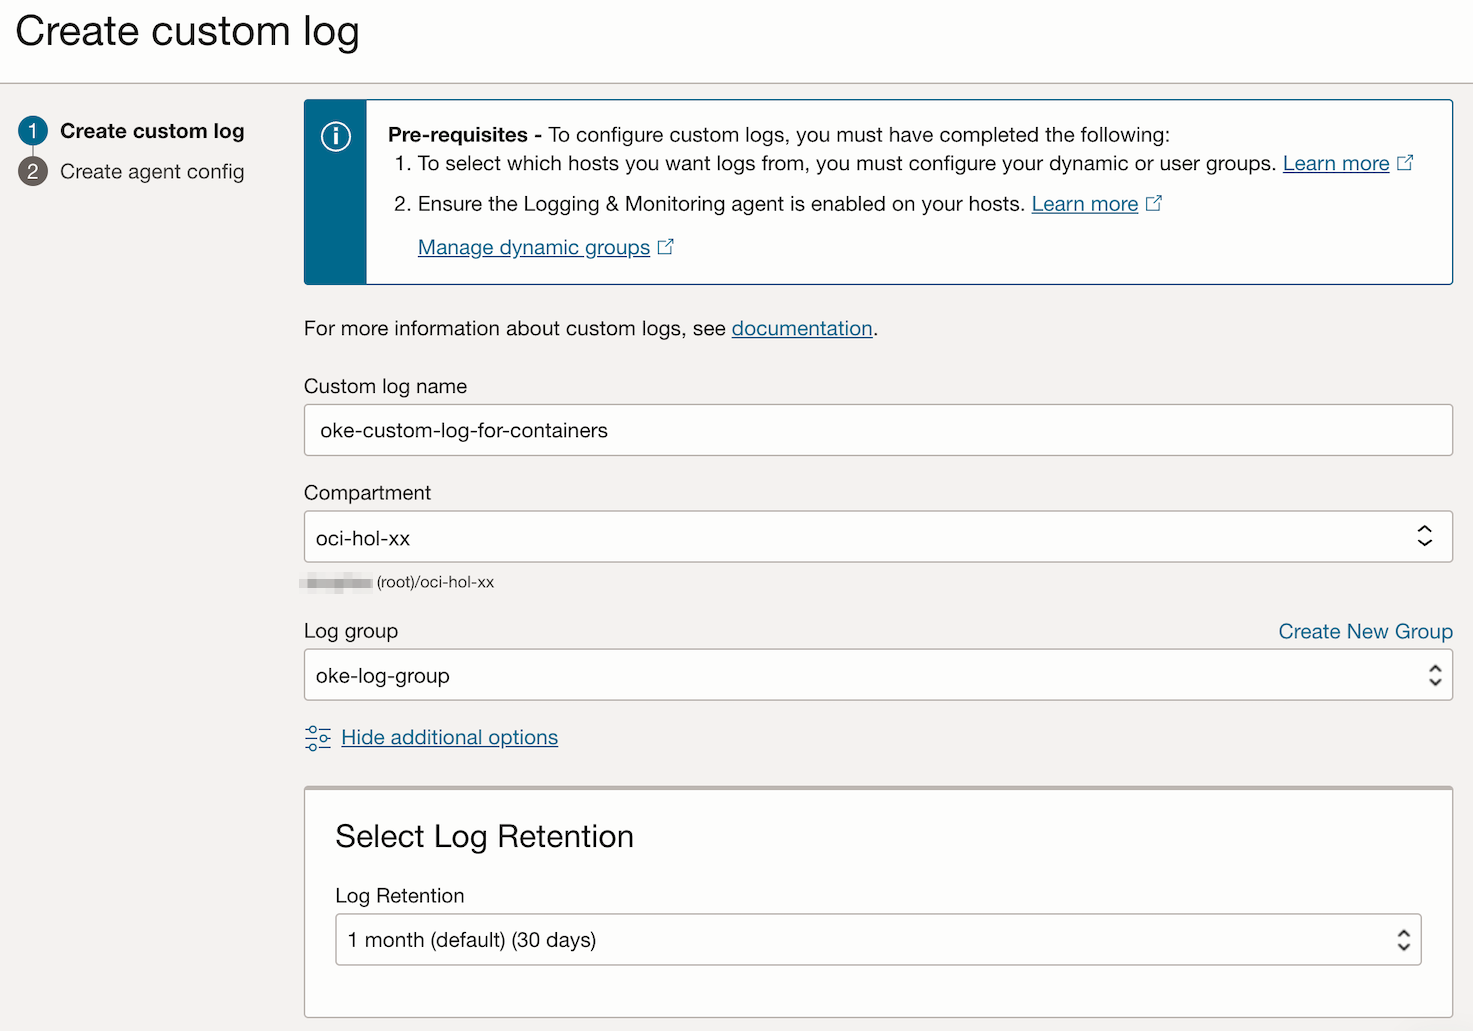 Create custom log
1 Create custom log
2 Create agent config
Pre-requisites - To configure custom logs, you must have completed the following:
1. To select which hosts you want logs from, you must configure your dynamic or user groups. Learn more
2. Ensure the Logging & Monitoring agent is enabled on your hosts. Learn more
Manage dynamic groups
For more information about custom logs, see documentation.
Custom log name
oke-custom-log-for-containers
Compartment
oci-hol-xx
(root)/oci-hol-xx
Log group
Create New Group
oke-log-group
Hide additional options
Select Log Retention
Log Retention
1 month (default) (30 days)